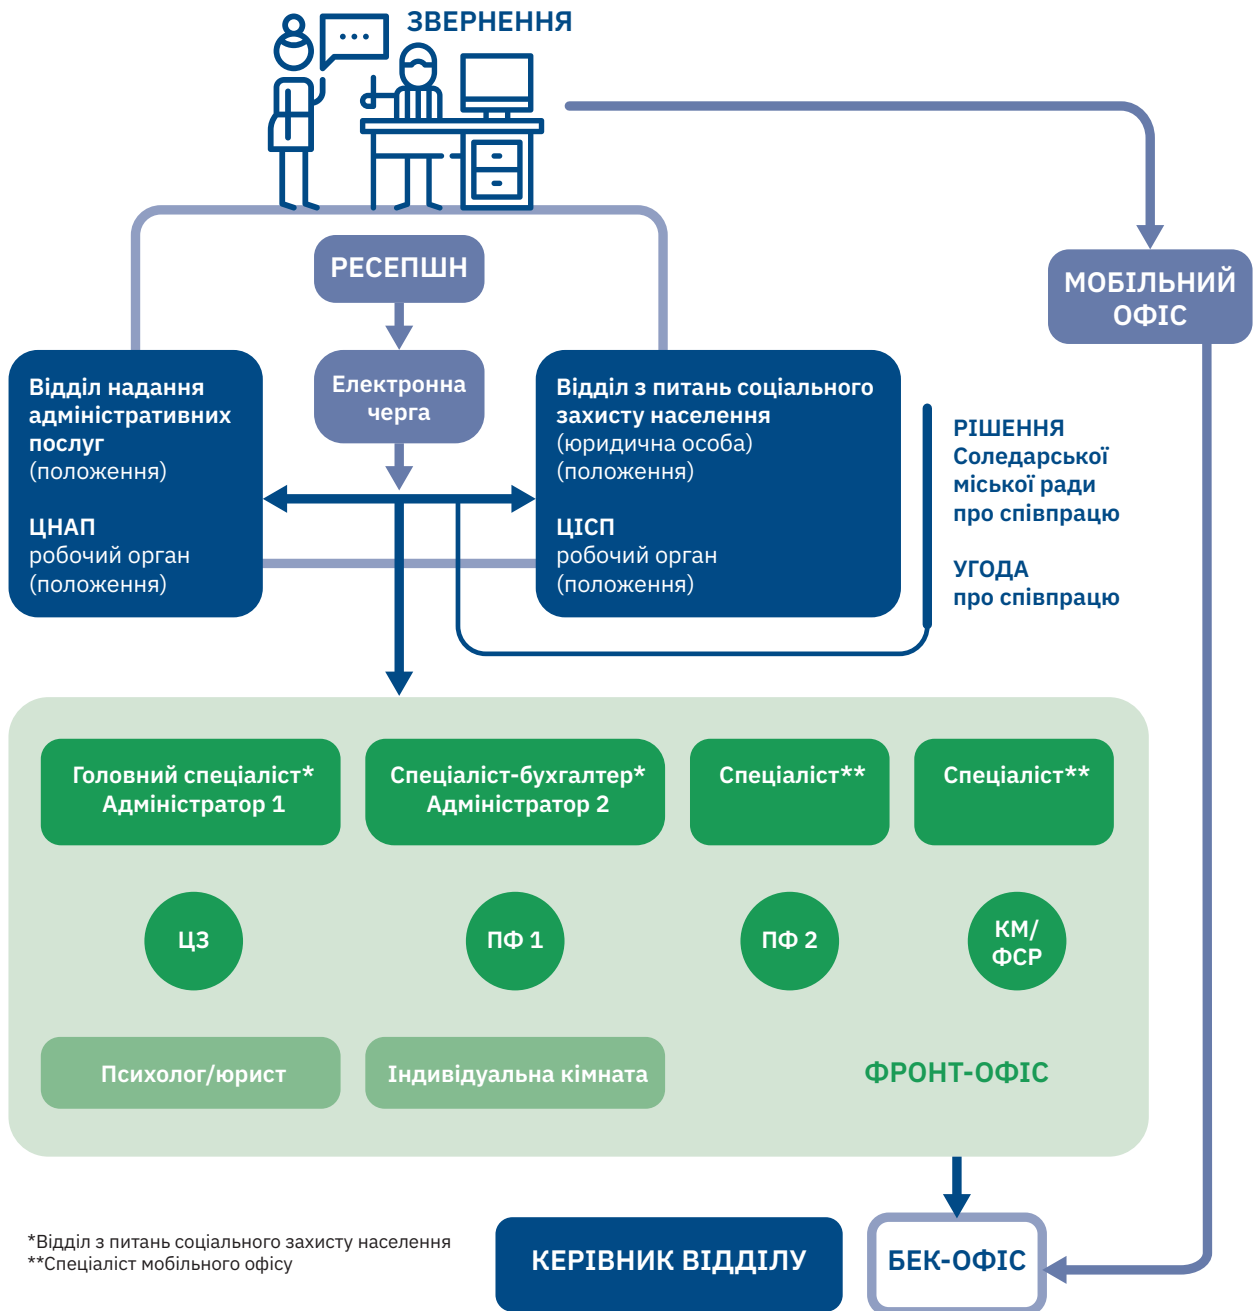 ЗВЕРНЕННЯ
РЕСЕПШН
МОБІЛЬНИЙ
ОФІС
Відділ надання
адміністративних
послуг
(положення)
ЦНАП
робочий орган
(положення)
Електронна
черга
Відділ з питань соціального
захисту населення
(юридична особа)
(положення)
ЦІСП
робочий орган
(положення)
РІШЕННЯ
Соледарської
міської ради
про співпрацю
УГОДА
про співпрацю
Головний спеціаліст*
Адміністратор 1
Спеціаліст-бухгалтер*
Адміністратор 2
Спеціаліст**
Спеціаліст**
ЦЗ
ПФ 1
ПФ 2
КМ/
ФСР
Психолог/юрист
Індивідуальна кімната
ФРОНТ-ОФІС
*Відділ з питань соціального захисту населення
**Спеціаліст мобільного офісу
КЕРІВНИК ВІДДІЛУ
БЕК-ОФІС